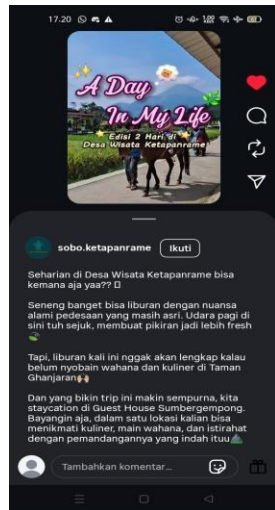 17.20
A Day
In My Life
Edisi 2 Hari di
Desa Wisata Ketapanrame
sobo.ketapanrame
Ikuti
Seharian di Desa Wisata Ketapanrame bisa
kemana aja yaa??
Seneng banget bisa liburan dengan nuansa
alami pedesaan yang masih asri. Udara pagi di
sini tuh sejuk, membuat pikiran jadi lebih fresh
Tapi, liburan kali ini nggak akan lengkap kalau
belum nyobain wahana dan kuliner di Taman
Ghanjaran
Dan yang bikin trip ini makin sempurna, kita
staycation di Guest House Sumbergempong.
Bayangin aja, dalam satu lokasi kalian bisa
menikmati kuliner, main wahana, dan istirahat
dengan pemandangannya yang indah ituu
Tambahkan komentar...